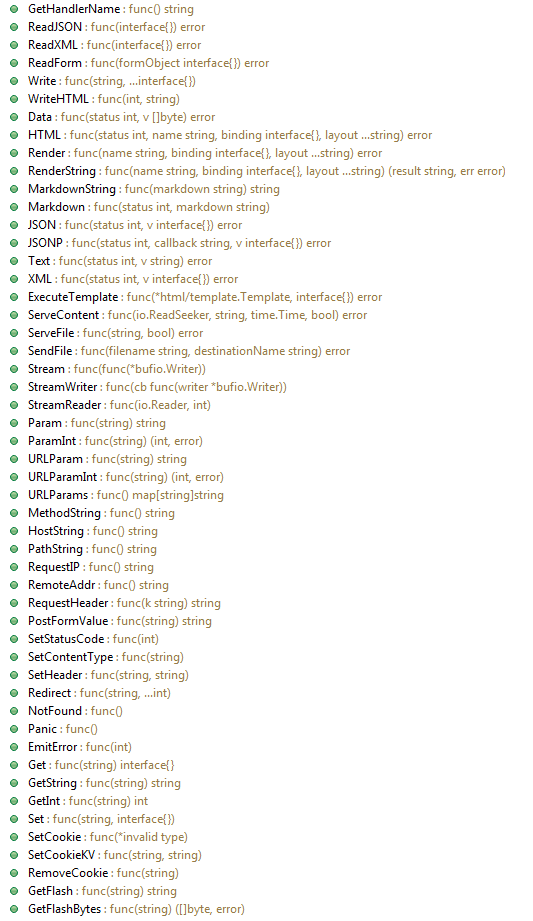 GetHandlerName : func() string
ReadJSON : func(interface{}) error
ReadXML : func(interface{}) error
ReadForm : func(formObject interface{}) error
Write : func(string, ...interface{})
WriteHTML : func(int, string)
Data : func(status int, v []byte) error
HTML : func(status int, name string, binding interface{}, layout ...string) error
Render : func(name string, binding interface{}, layout ...string) error
RenderString : func(name string, binding interface{}, layout ...string) (result string, err error)
MarkdownString : func(markdown string) string
Markdown : func(status int, markdown string)
JSON : func(status int, v interface{}) error
JSONP : func(status int, callback string, v interface{}) error
Text : func(status int, v string) error
XML : func(status int, v interface{}) error
ExecuteTemplate : func(*html/template.Template, interface{}) error
ServeContent : func(io.ReadSeeker, string, time.Time, bool) error
ServeFile : func(string, bool) error
SendFile : func(filename string, destinationName string) error
Stream : func(func(*bufio.Writer))
StreamWriter : func(cb func(writer *bufio.Writer))
StreamReader : func(io.Reader, int)
Param : func(string) string
ParamInt : func(string) (int, error)
URLParam : func(string) string
URLParamInt : func(string) (int, error)
URLParams : func() map[string]string
MethodString : func() string
HostString : func() string
PathString : func() string
RequestIP : func() string
RemoteAddr : func() string
RequestHeader : func(k string) string
PostFormValue : func(string) string
SetStatusCode : func(int)
SetContentType : func(string)
SetHeader : func(string, string)
Redirect : func(string, ...int)
NotFound : func()
Panic : func()
EmitError : func(int)
Get : func(string) interface{}
GetString : func(string) string
GetInt : func(string) int
Set : func(string, interface{})
SetCookie : func(*invalid type)
SetCookieKV : func(string, string)
RemoveCookie : func(string)
GetFlash : func(string) string
GetFlashBytes : func(string) ([]byte, error)